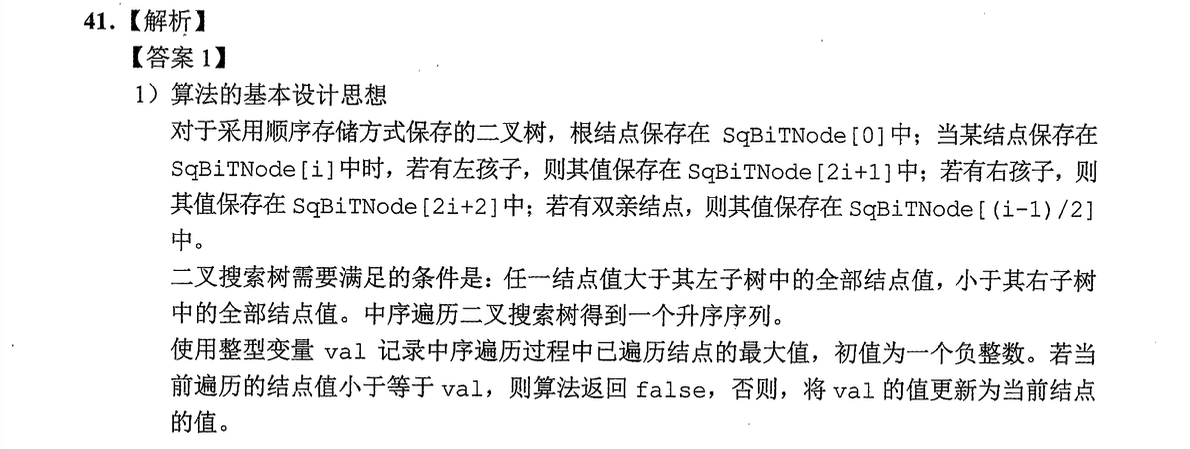 41.【解析】
【答案 1】
1）算法的基本设计思想
对于采用顺序存储方式保存的二叉树，根结点保存在 SqBiTNode[0]中；当某结点保存在
SqBiTNode[i]中时，若有左孩子，则其值保存在 SqBiTNode[2i+1]中；若有右孩子，则
其值保存在 SqBiTNode[2i+2]中；若有双亲结点，则其值保存在 SqBiTNode[(i-1)/2]
中。
二叉搜索树需要满足的条件是：任一结点值大于其左子树中的全部结点值，小于其右子树
中的全部结点值。中序遍历二叉搜索树得到一个升序序列。
使用整型变量 val 记录中序遍历过程中已遍历结点的最大值，初值为一个负整数。若当
前遍历的结点值小于等于 val，则算法返回 false，否则，将 val 的值更新为当前结点
的值。